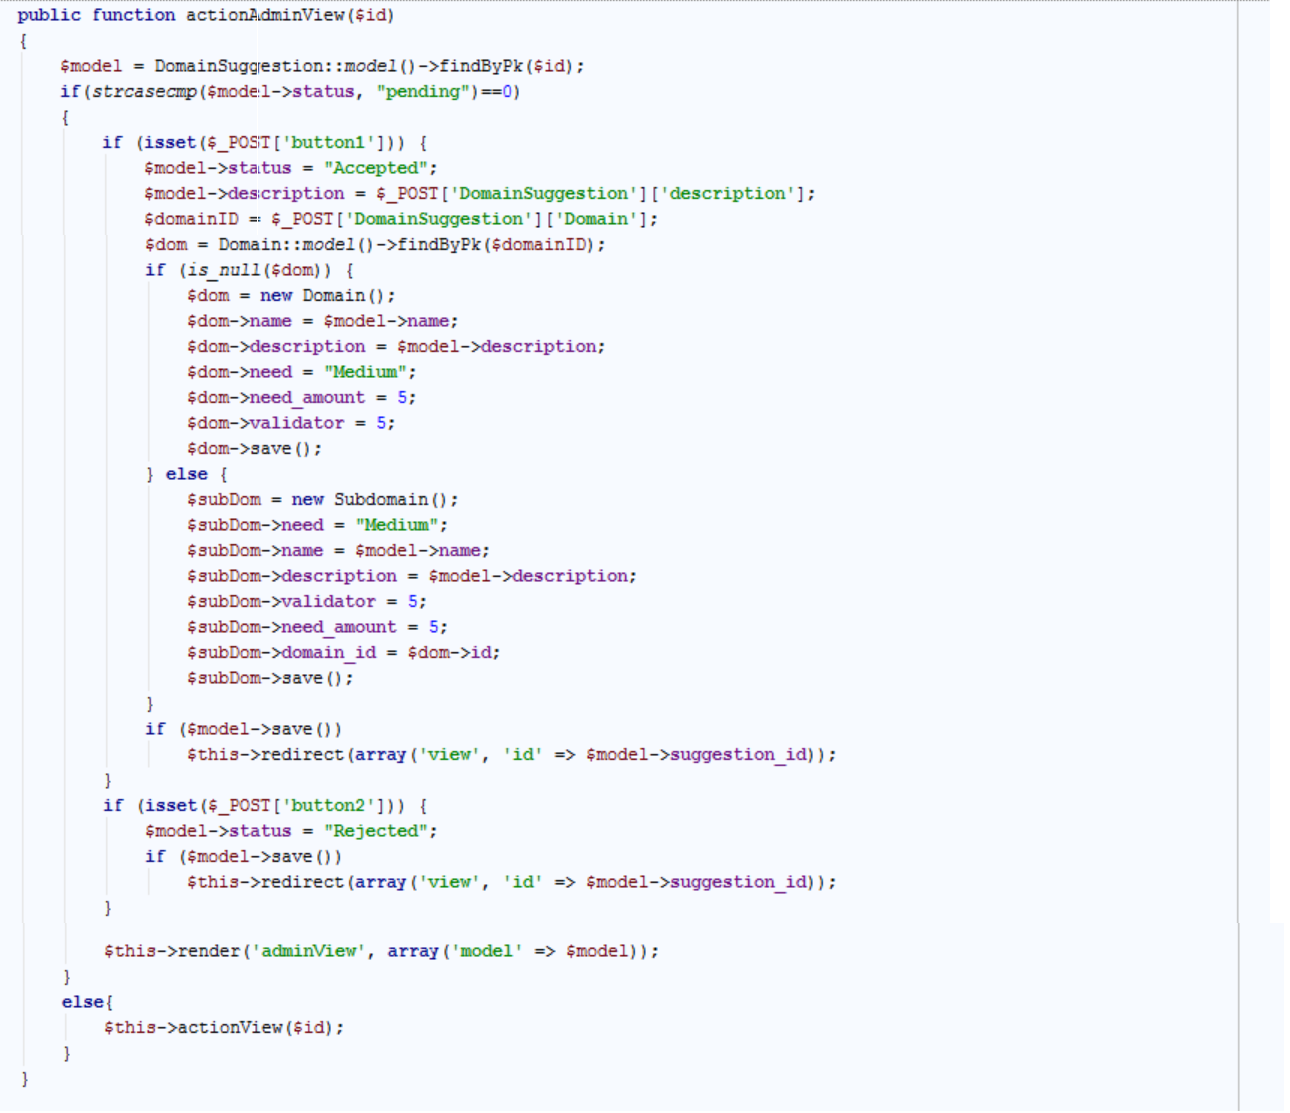 public function actionAdminView($id)
{
    $model = DomainSuggestion::model()->findByPk($id);
    if(strcasecmp($model->status, "pending")==0)
    {
        if (isset($_POST['button1'])) {
            $model->status = "Accepted";
            $model->description = $_POST['DomainSuggestion']['description'];
            $domainID = $_POST['DomainSuggestion']['Domain'];
            $dom = Domain::model()->findByPk($domainID);
            if (is_null($dom)) {
                $dom = new Domain();
                $dom->name = $model->name;
                $dom->description = $model->description;
                $dom->need = "Medium";
                $dom->need_amount = 5;
                $dom->validator = 5;
                $dom->save();
            } else {
                $subDom = new Subdomain();
                $subDom->need = "Medium";
                $subDom->name = $model->name;
                $subDom->description = $model->description;
                $subDom->validator = 5;
                $subDom->need_amount = 5;
                $subDom->domain_id = $dom->id;
                $subDom->save();
            }
            if ($model->save())
                $this->redirect(array('view', 'id' => $model->suggestion_id));
        }
        if (isset($_POST['button2'])) {
            $model->status = "Rejected";
            if ($model->save())
                $this->redirect(array('view', 'id' => $model->suggestion_id));
        }
        $this->render('adminView', array('model' => $model));
    }
    else{
        $this->actionView($id);
    }
}